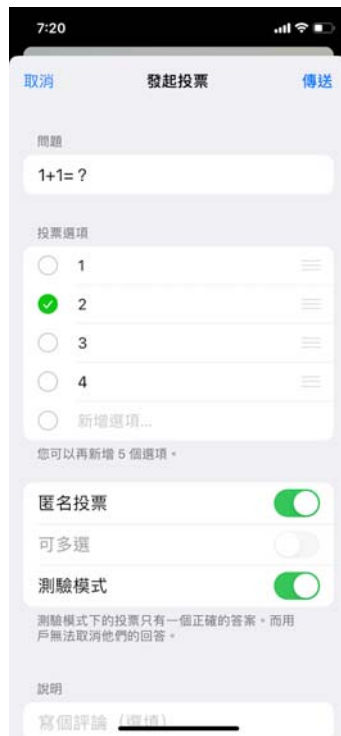 7:20
取消 發起投票 傳送
問題
1+1= ?
投票選項
1
2
3
4
新增選項...
您可以再新增 5 個選項。
匿名投票
可多選
測驗模式
測驗模式下的投票只有一個正確的答案。而用
戶無法取消他們的回答。
說明
寫個評論（選填）